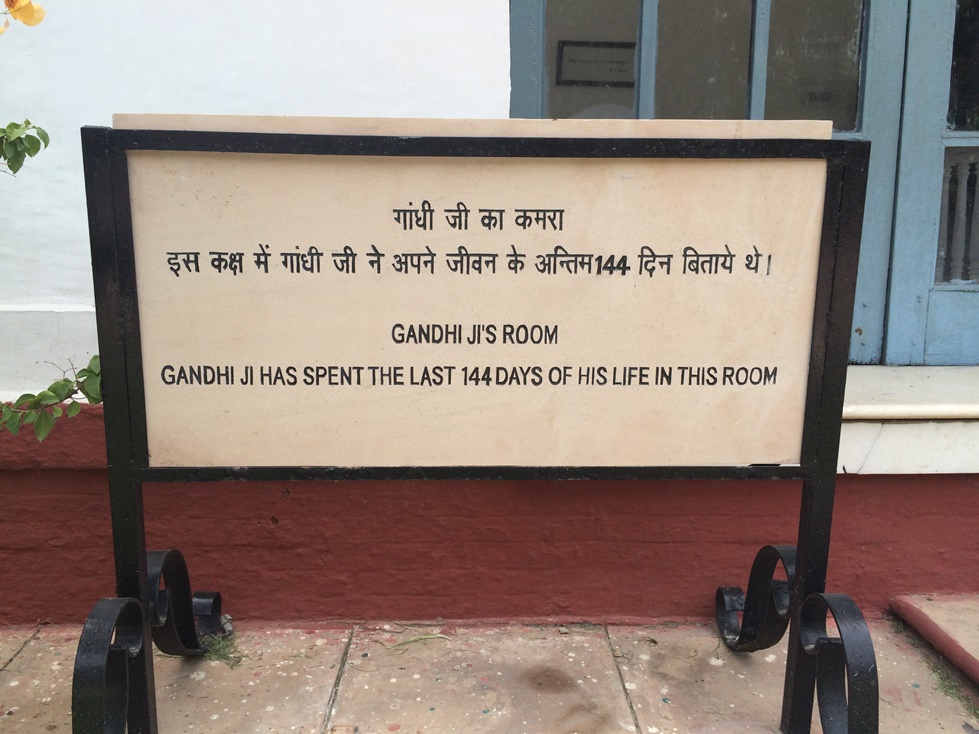 गांधी जी का कमरा
इस कक्ष में गांधी जी ने अपने जीवन के अन्तिम 144 दिन बिताये थे।
GANDHI JI'S ROOM
GANDHI JI HAS SPENT THE LAST 144 DAYS OF HIS LIFE IN THIS ROOM